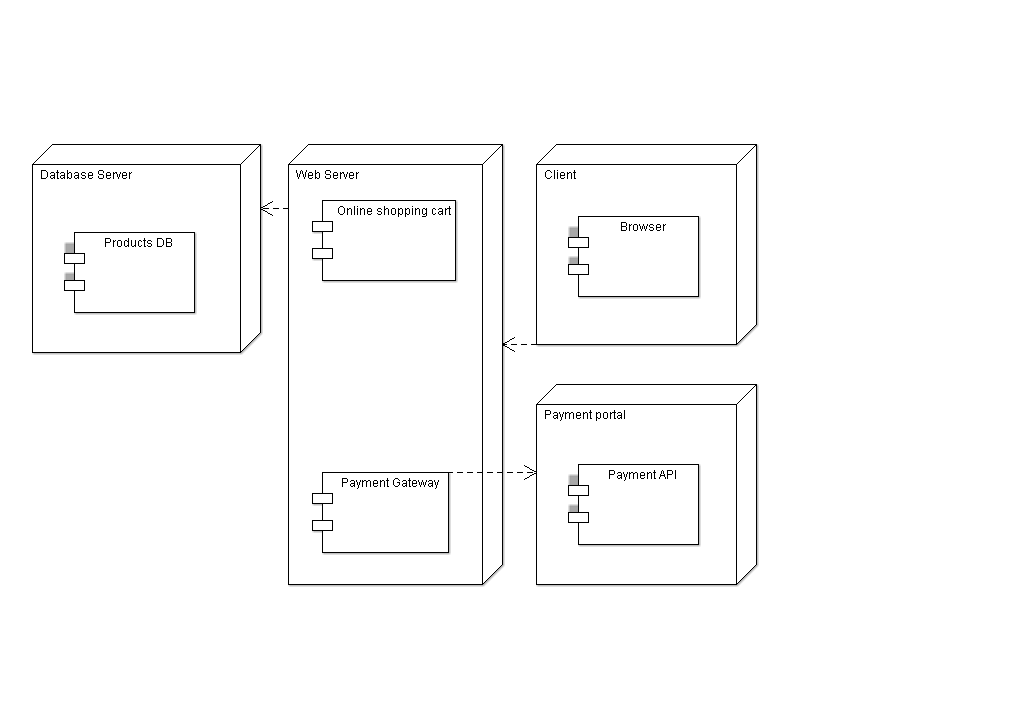 Database Server
Products DB
Web Server
Online shopping cart
Payment Gateway
Client
Browser
Payment portal
Payment API